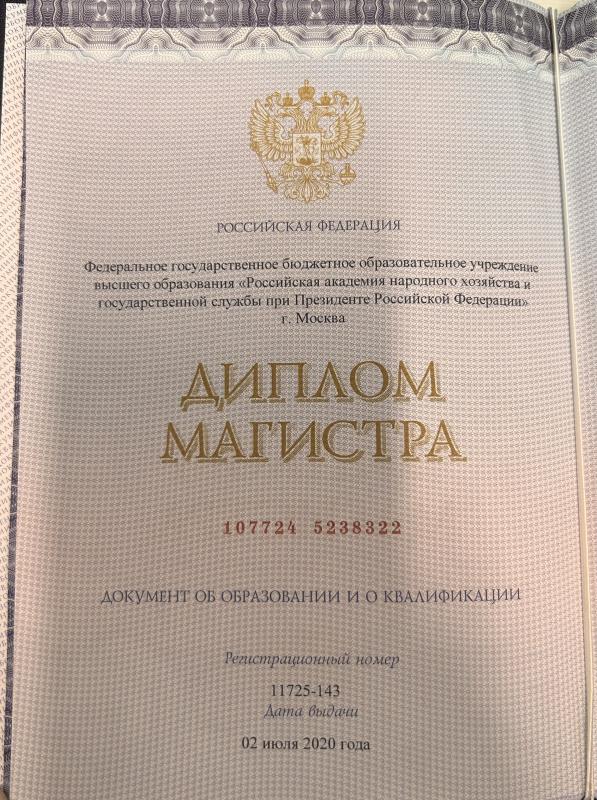 РОССИЙСКАЯ ФЕДЕРАЦИЯ
Федеральное государственное бюджетное образовательное учреждение
высшего образования «Российская академия народного хозяйства и
государственной службы при Президенте Российской Федерации»
г. Москва
ДИПЛОМ
МАГИСТРА
107724 5238322
ДОКУМЕНТ ОБ ОБРАЗОВАНИИ И О КВАЛИФИКАЦИИ
Регистрационный номер
11725-143
Дата выдачи
02 июля 2020 года